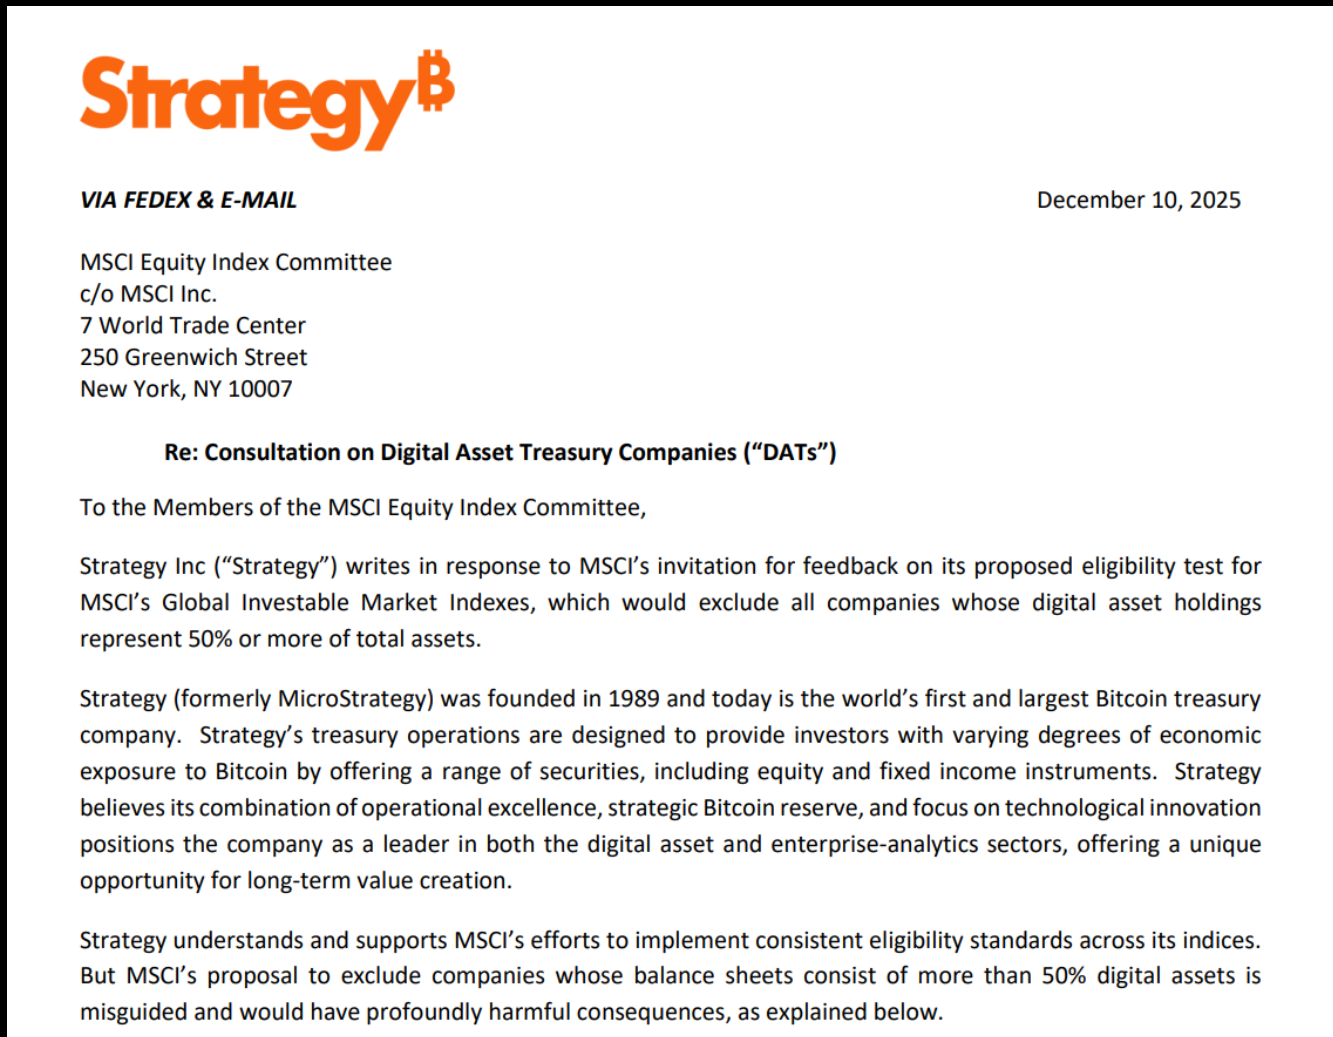 Strategy₿
VIA FEDEX & E-MAIL
December 10, 2025
MSCI Equity Index Committee
c/o MSCI Inc.
7 World Trade Center
250 Greenwich Street
New York, NY 10007
Re: Consultation on Digital Asset Treasury Companies (“DATs”)
To the Members of the MSCI Equity Index Committee,
Strategy Inc (“Strategy”) writes in response to MSCI’s invitation for feedback on its proposed eligibility test for
MSCI’s Global Investable Market Indexes, which would exclude all companies whose digital asset holdings
represent 50% or more of total assets.
Strategy (formerly MicroStrategy) was founded in 1989 and today is the world’s first and largest Bitcoin treasury
company. Strategy’s treasury operations are designed to provide investors with varying degrees of economic
exposure to Bitcoin by offering a range of securities, including equity and fixed income instruments. Strategy
believes its combination of operational excellence, strategic Bitcoin reserve, and focus on technological innovation
positions the company as a leader in both the digital asset and enterprise-analytics sectors, offering a unique
opportunity for long-term value creation.
Strategy understands and supports MSCI’s efforts to implement consistent eligibility standards across its indices.
But MSCI’s proposal to exclude companies whose balance sheets consist of more than 50% digital assets is
misguided and would have profoundly harmful consequences, as explained below.